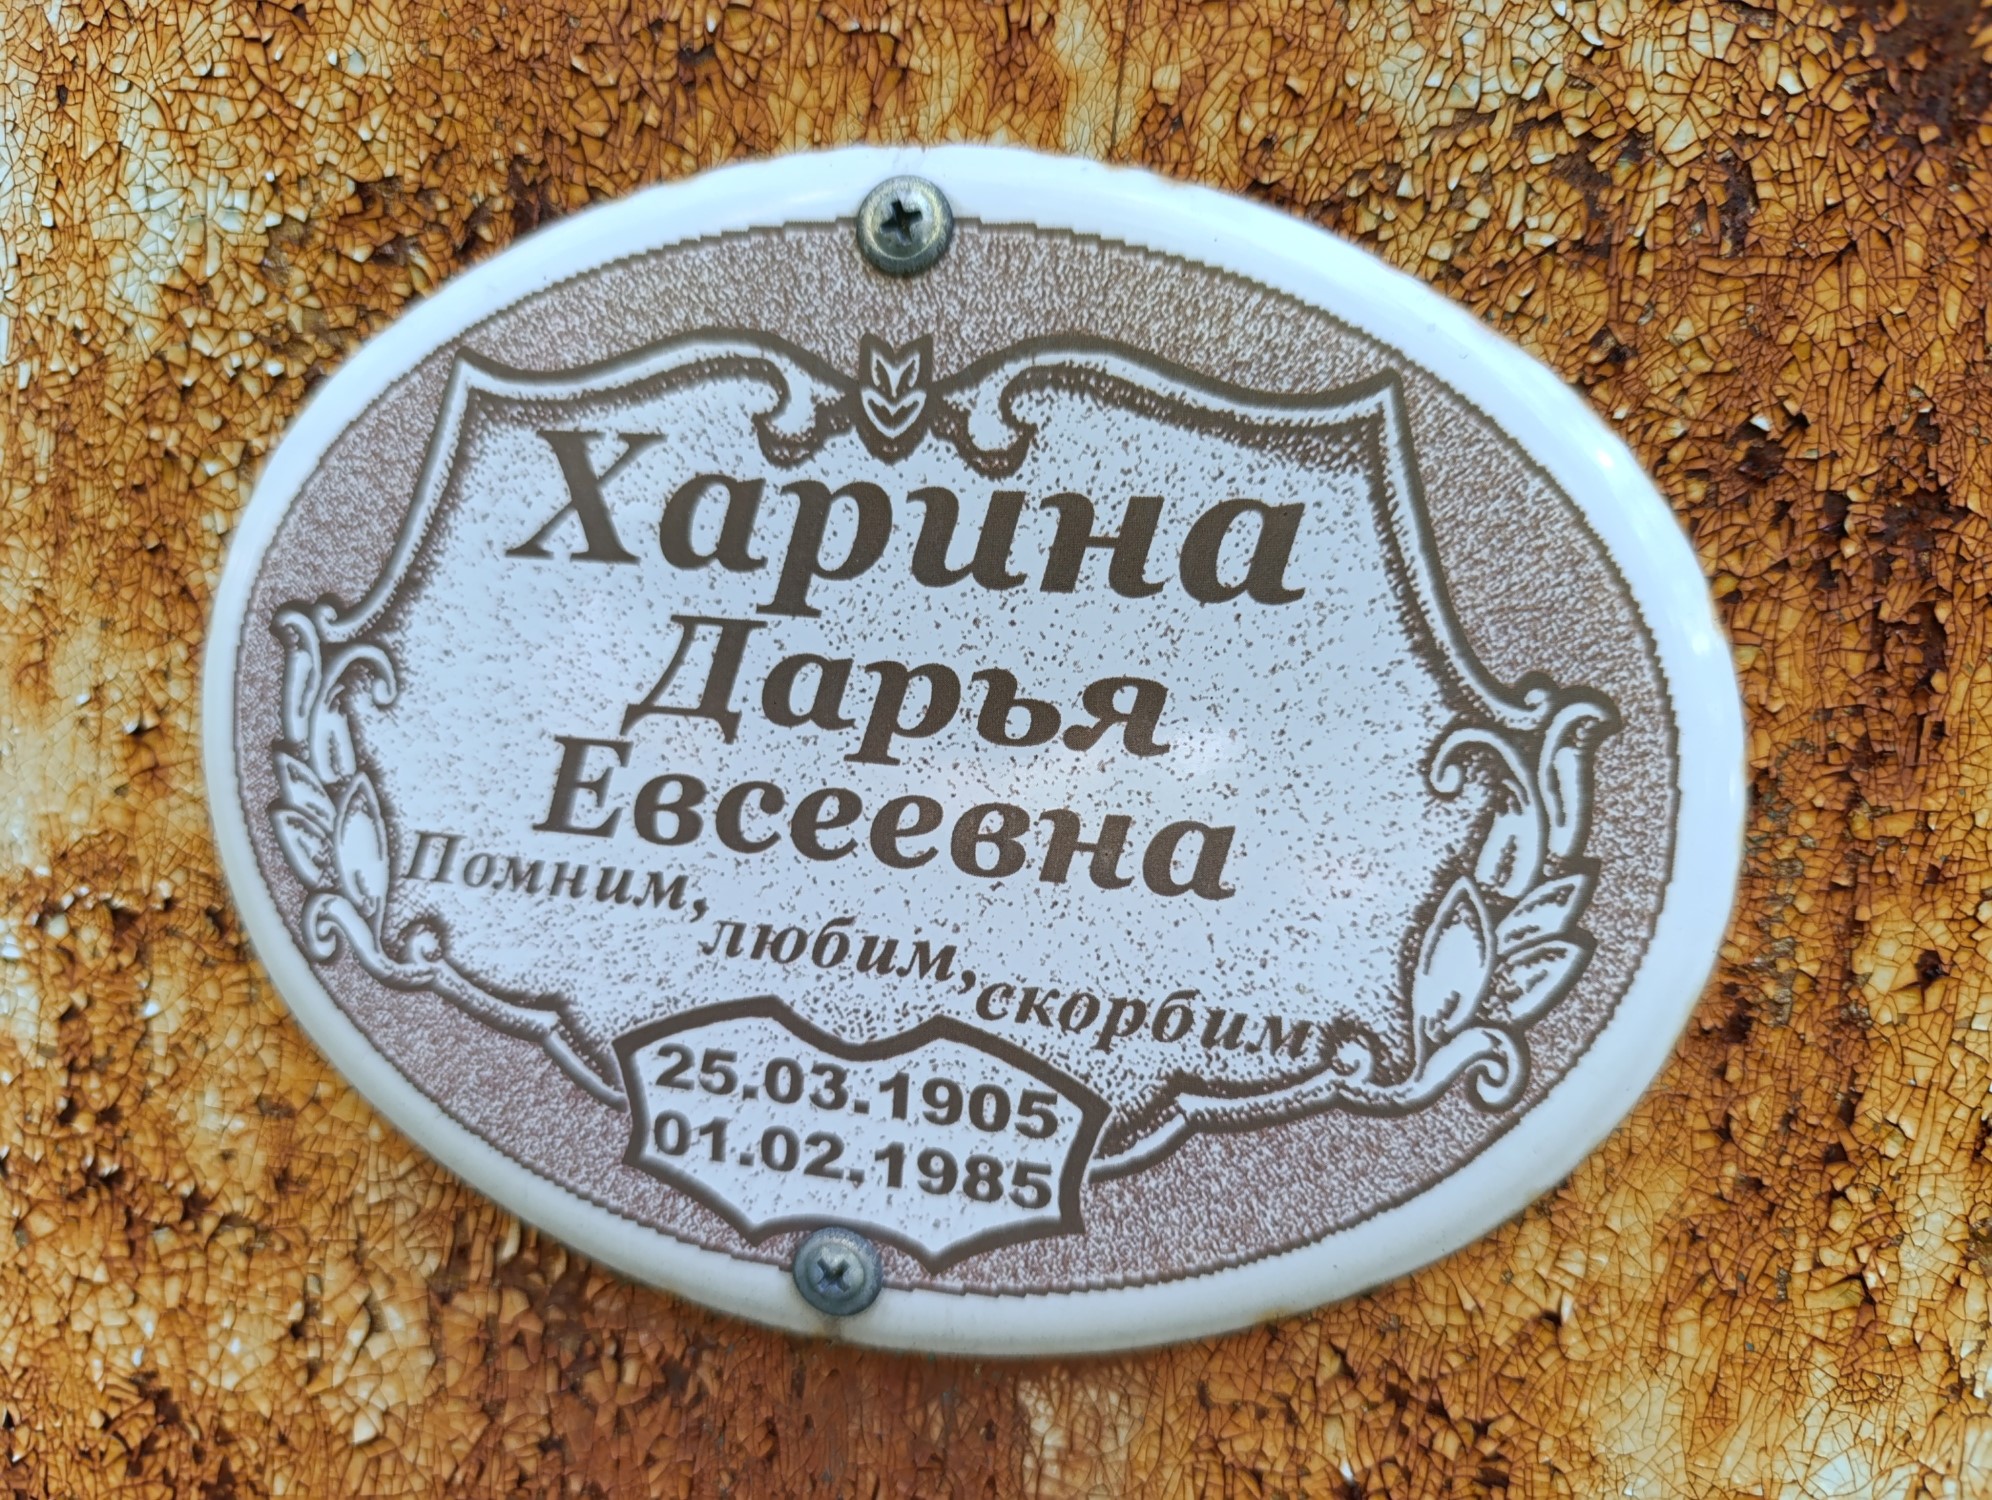 Харина
Дарья
Евсеевна
Помним, любим, скорбим
25.03.1905
01.02.1985